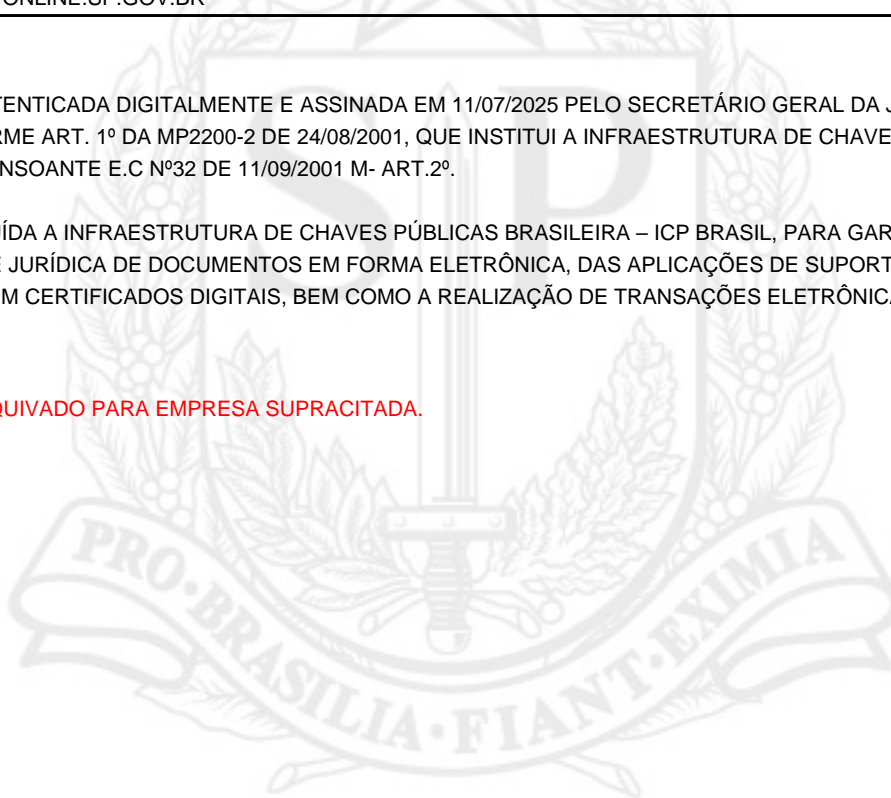 ONLINE.SP.GOV.BR
TENTICADA DIGITALMENTE E ASSINADA EM 11/07/2025 PELO SECRETÁRIO GERAL DA J
RME ART. 1º DA MP2200-2 DE 24/08/2001, QUE INSTITUI A INFRAESTRUTURA DE CHAVE
NSOANTE E.C Nº32 DE 11/09/2001 M- ART.2º.
ÍDA A INFRAESTRUTURA DE CHAVES PÚBLICAS BRASILEIRA – ICP BRASIL, PARA GAR
E JURÍDICA DE DOCUMENTOS EM FORMA ELETRÔNICA, DAS APLICAÇÕES DE SUPORT
M CERTIFICADOS DIGITAIS, BEM COMO A REALIZAÇÃO DE TRANSAÇÕES ELETRÔNICA
QUIVADO PARA EMPRESA SUPRACITADA.
SP
PRO·BRASILIA·FIANT·EXIMIA